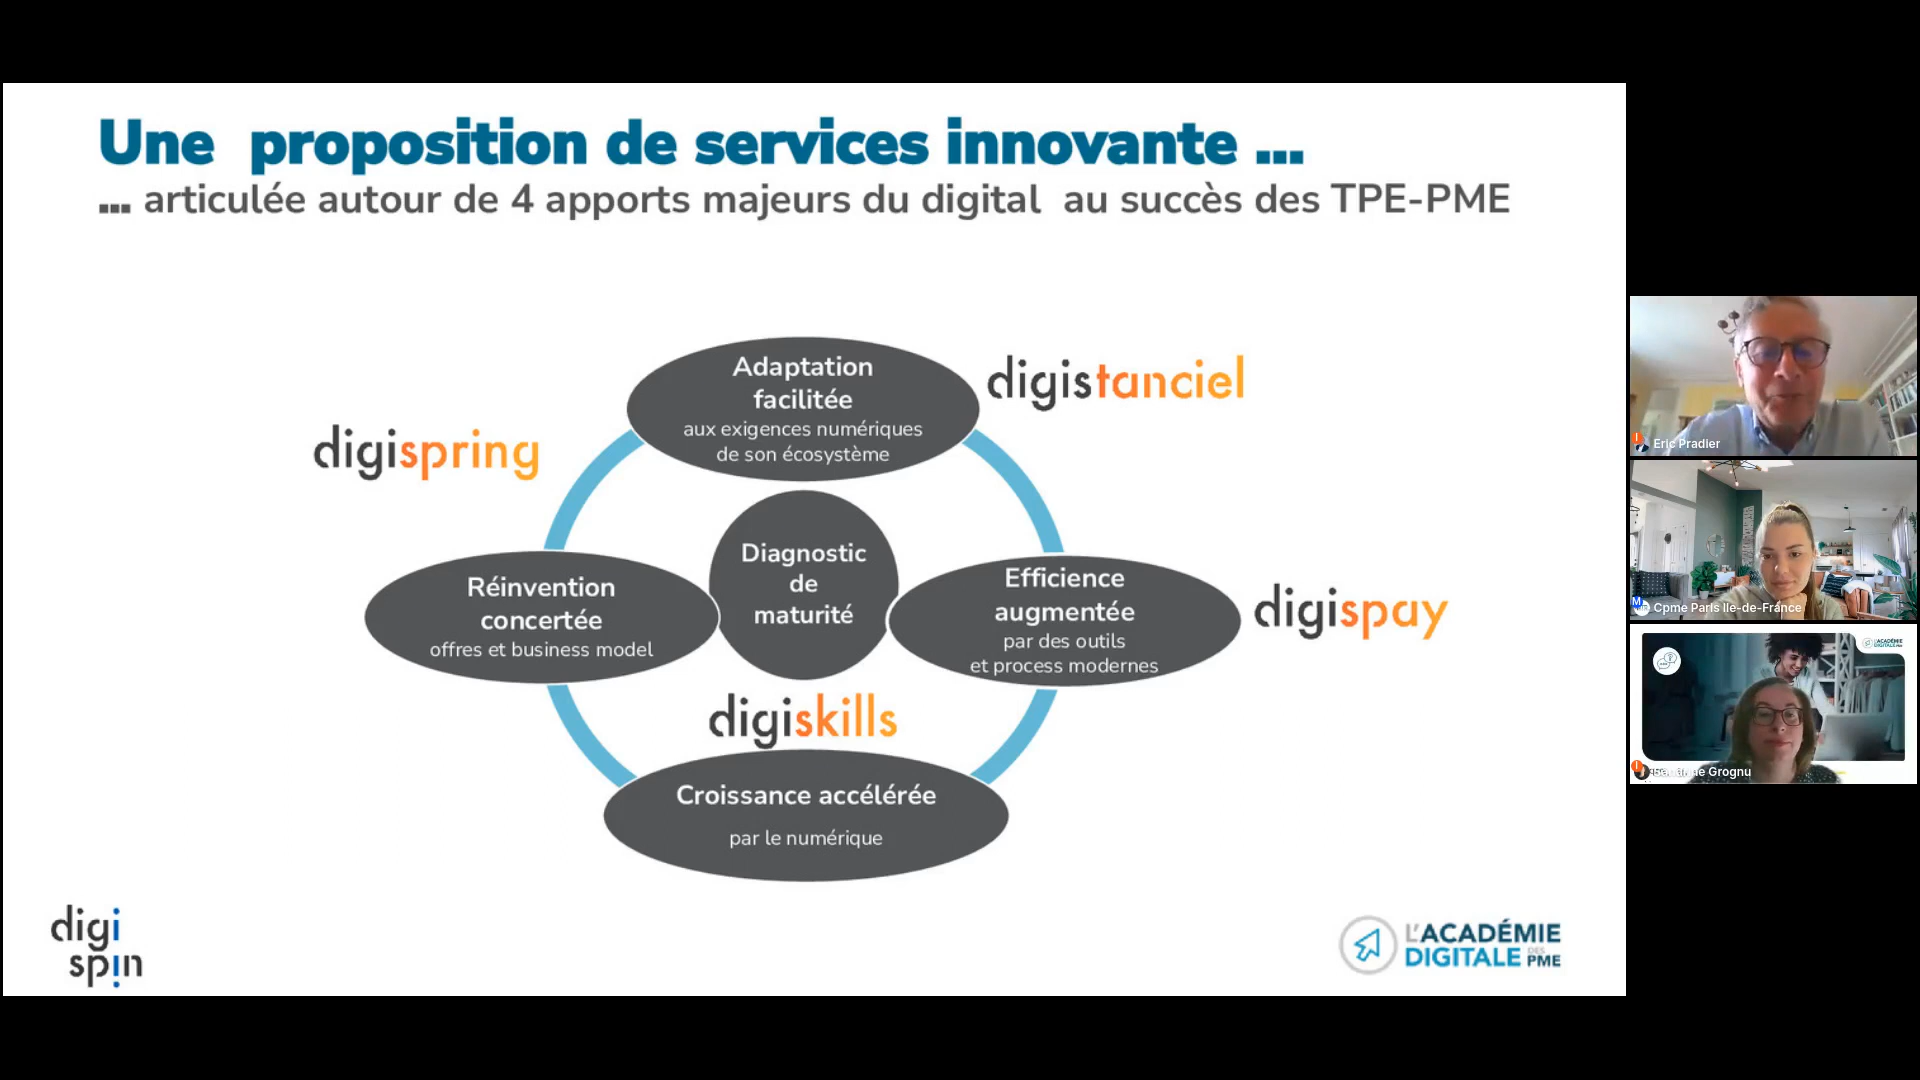 Une proposition de services innovante ...
... articulée autour de 4 apports majeurs du digital au succès des TPE-PME
Adaptation
facilitée
aux exigences numériques
de son écosystème
digistanciel
digispring
Diagnostic
de
maturité
Réinvention
concertée
offres et business model
Efficience
augmentée
par des outils
et process modernes
digispay
digiskills
Croissance accélérée
par le numérique
digi
spin
L'ACADÉMIE
DIGITALE DES PME
Eric Pradier
Cpme Paris Ile-de-France
Grognu
L'ACADÉMIE
DIGITALE